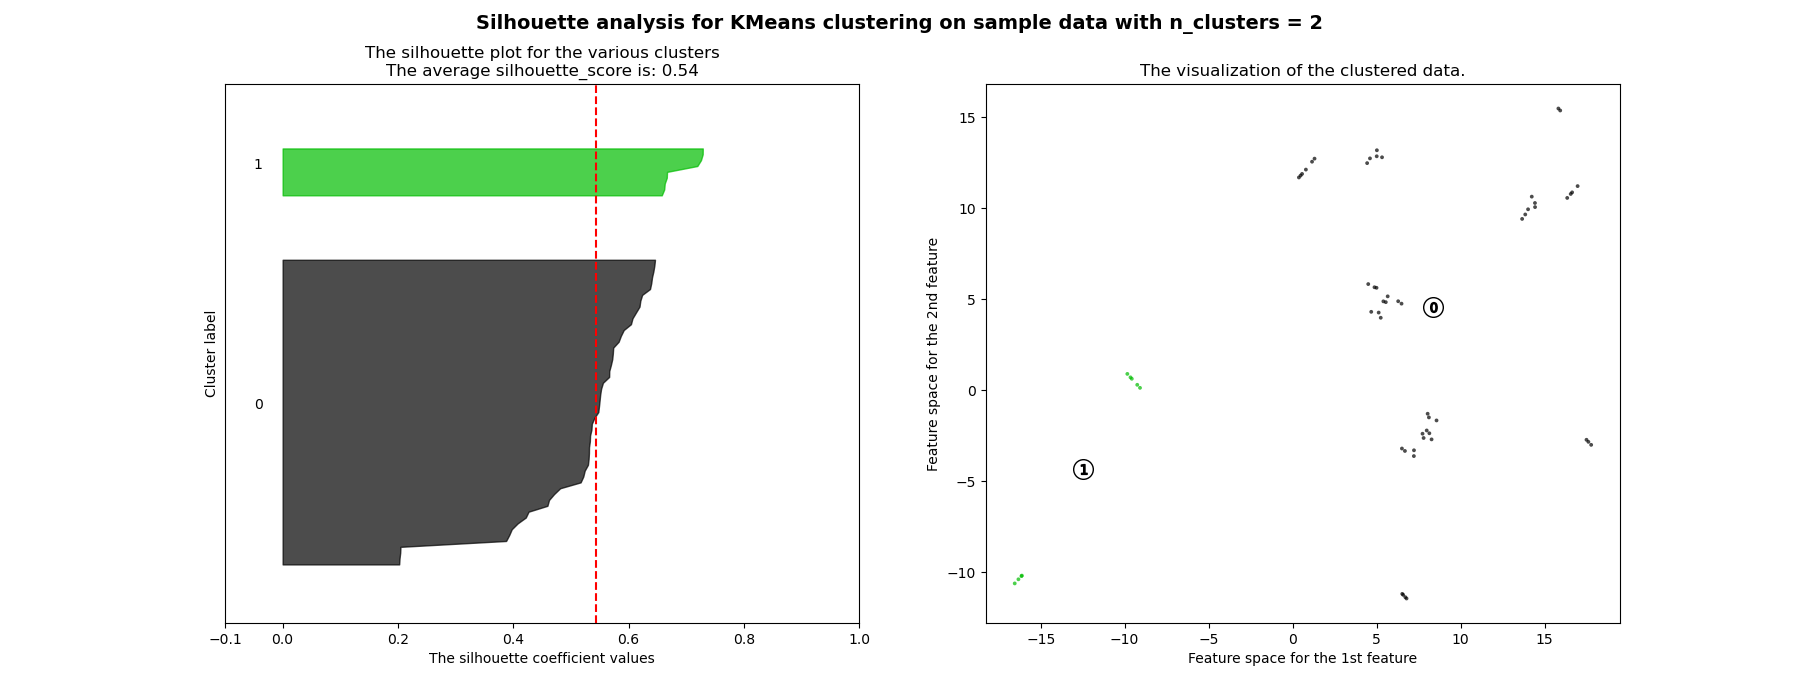 Silhouette analysis for KMeans clustering on sample data with n_clusters = 2
The silhouette plot for the various clusters
The average silhouette_score is: 0.54
1
0
Cluster label
−0.1 0.0 0.2 0.4 0.6 0.8 1.0
The silhouette coefficient values
The visualization of the clustered data.
15
10
5
0
−5
−10
Feature space for the 2nd feature
0
1
−15 −10 −5 0 5 10 15
Feature space for the 1st feature